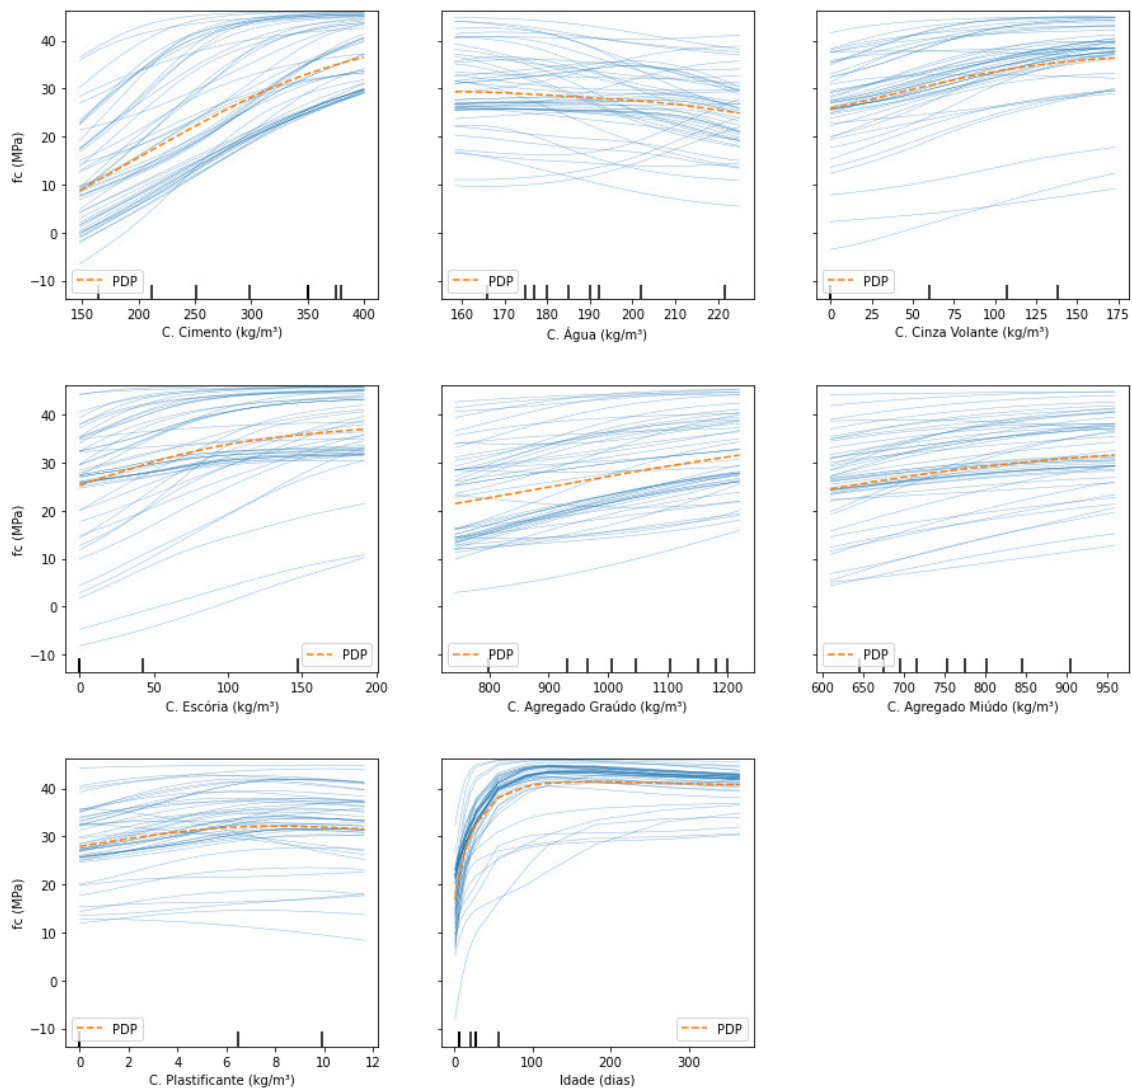 40
30
20
10
0
−10
fc (MPa)
PDP
150 200 250 300 350 400
C. Cimento (kg/m³)
PDP
160 170 180 190 200 210 220
C. Água (kg/m³)
PDP
0 25 50 75 100 125 150 175
C. Cinza Volante (kg/m³)
40
30
20
10
0
−10
fc (MPa)
PDP
0 50 100 150 200
C. Escória (kg/m³)
PDP
800 900 1000 1100 1200
C. Agregado Graúdo (kg/m³)
PDP
600 650 700 750 800 850 900 950
C. Agregado Miúdo (kg/m³)
40
30
20
10
0
−10
fc (MPa)
PDP
0 2 4 6 8 10 12
C. Plastificante (kg/m³)
PDP
0 100 200 300
Idade (dias)